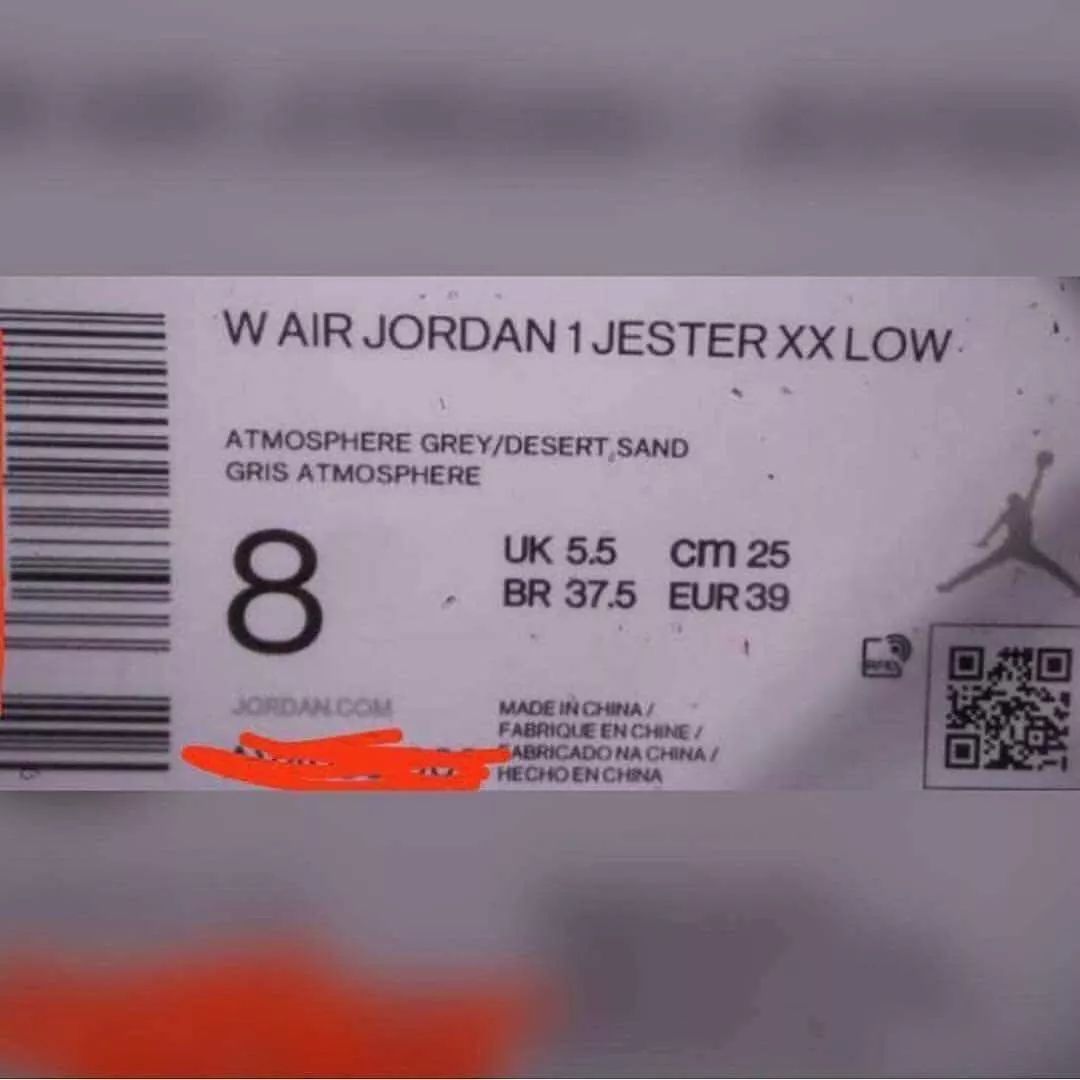 W AIR JORDAN 1 JESTER XX LOW
ATMOSPHERE GREY/DESERT SAND
GRIS ATMOSPHERE
8
UK 5.5 cm 25
BR 37.5 EUR 39
RFID
JORDAN.COM
MADE IN CHINA /
FABRIQUE EN CHINE /
FABRICADO NA CHINA /
HECHO EN CHINA